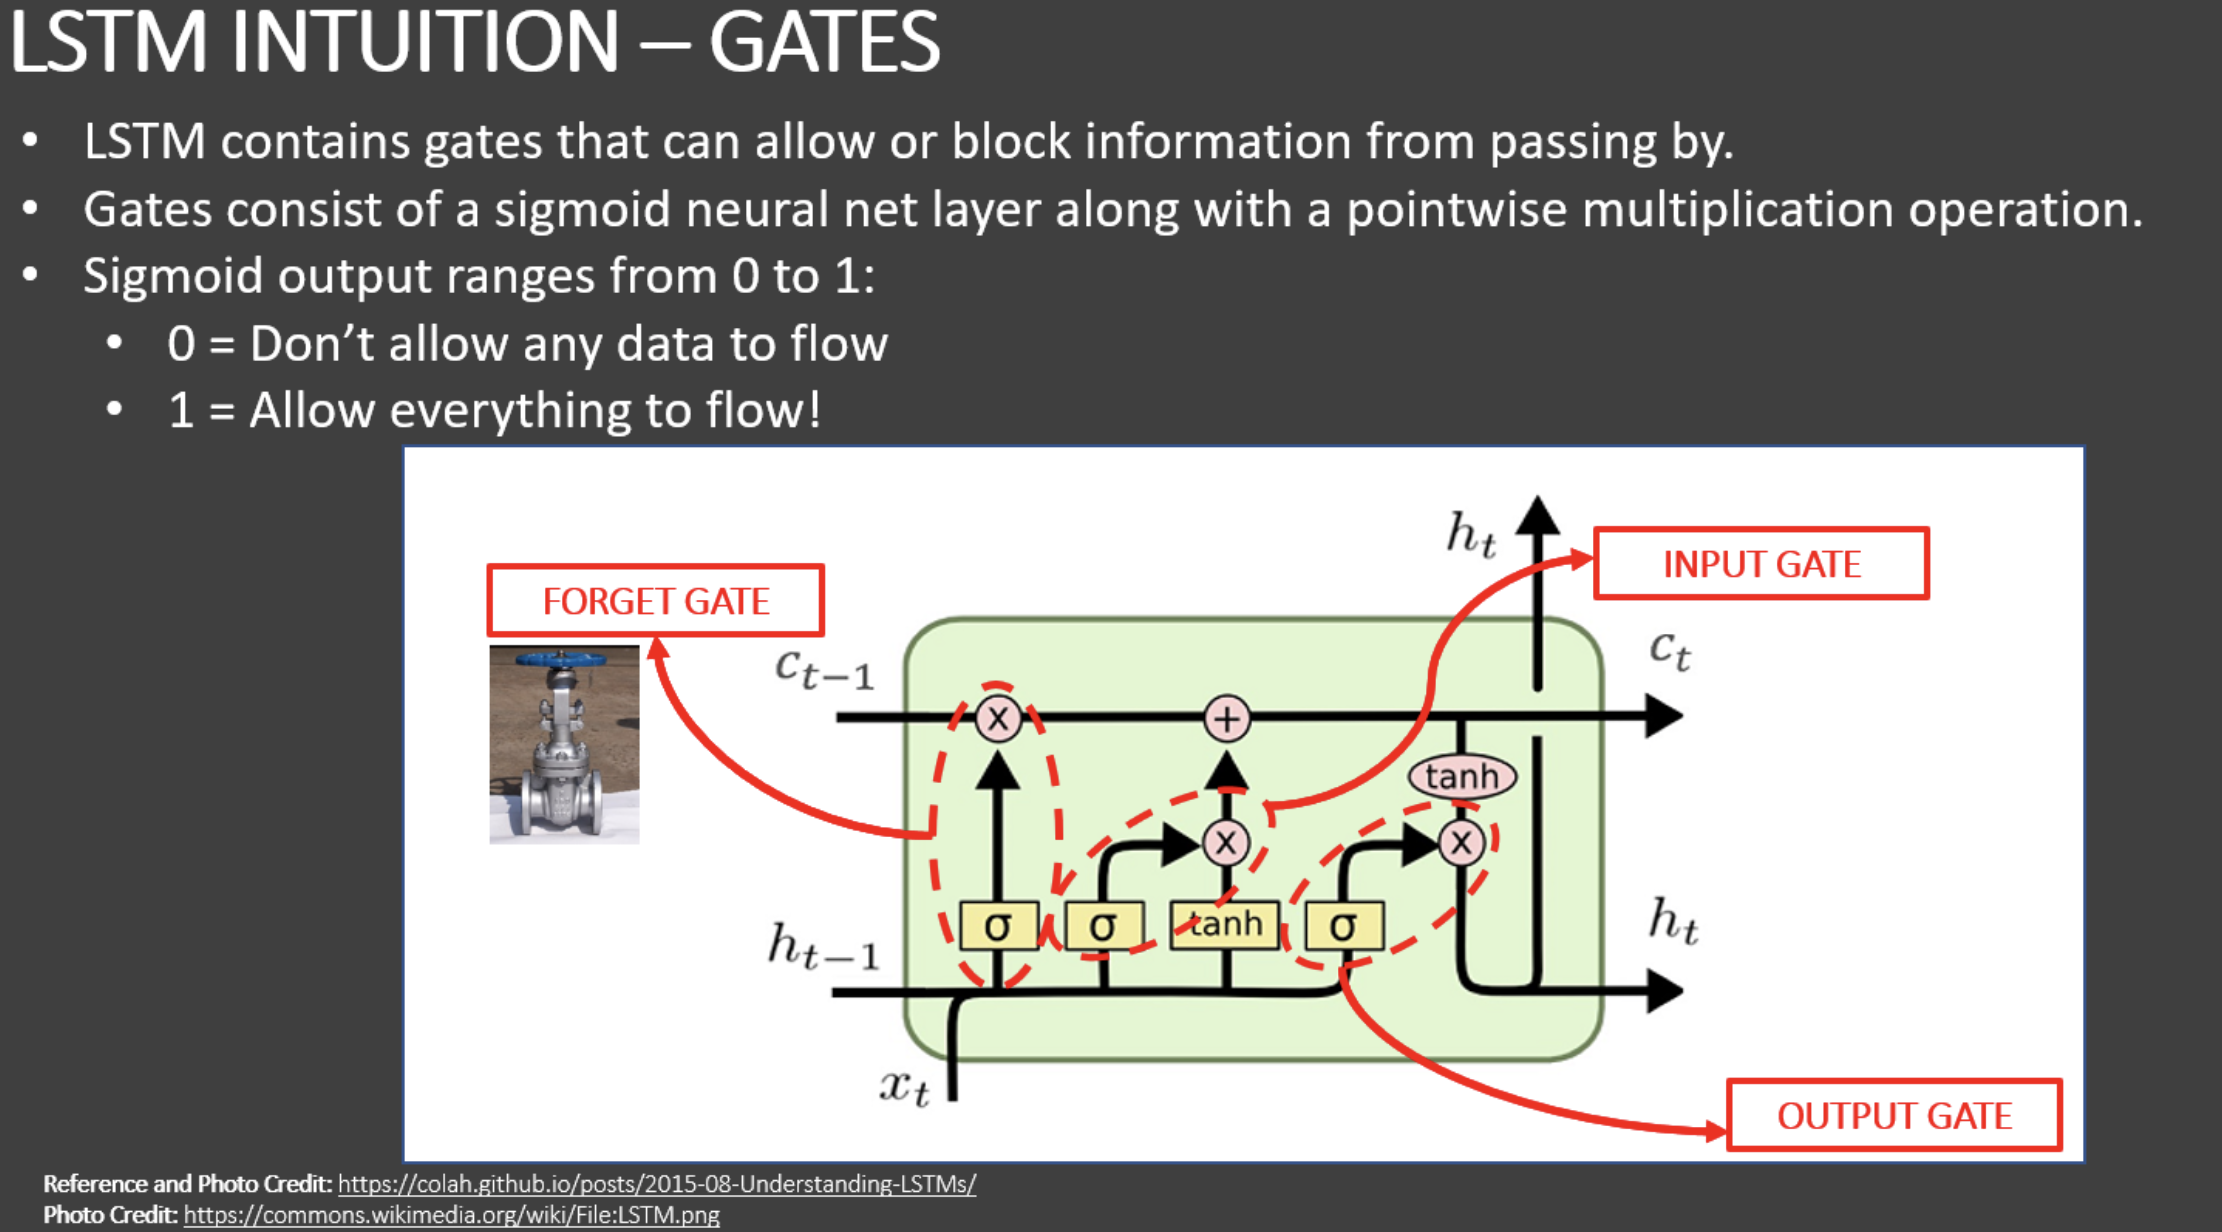 LSTM INTUITION – GATES
• LSTM contains gates that can allow or block information from passing by.
• Gates consist of a sigmoid neural net layer along with a pointwise multiplication operation.
• Sigmoid output ranges from 0 to 1:
• 0 = Don’t allow any data to flow
• 1 = Allow everything to flow!
h_t
INPUT GATE
FORGET GATE
c_{t−1}
c_t
x
+
tanh
x
x
σ
σ
tanh
σ
h_{t−1}
h_t
x_t
OUTPUT GATE
Reference and Photo Credit: https://colah.github.io/posts/2015-08-Understanding-LSTMs/
Photo Credit: https://commons.wikimedia.org/wiki/File:LSTM.png